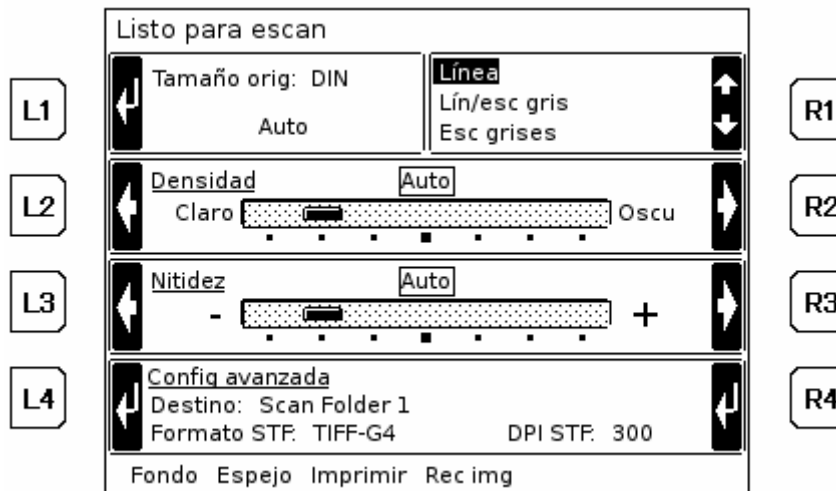 Listo para escan
L1
Tamaño orig: DIN
Auto
Línea
Lín/esc gris
Esc grises
R1
L2
Densidad
Auto
Claro
Oscu
R2
L3
Nitidez
Auto
-
+
R3
L4
Config avanzada
Destino: Scan Folder 1
Formato STF: TIFF-G4 DPI STF: 300
R4
Fondo Espejo Imprimir Rec img